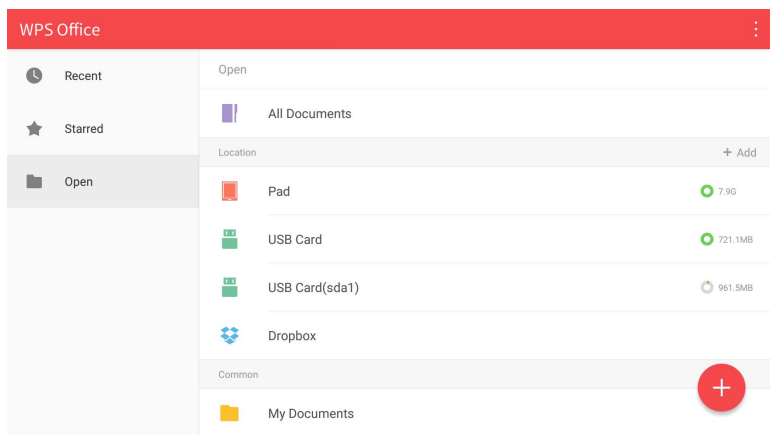 WPS Office
Recent
Starred
Open
Open
All Documents
Location
+ Add
Pad
7.9G
USB Card
721.1MB
USB Card(sda1)
961.5MB
Dropbox
Common
My Documents